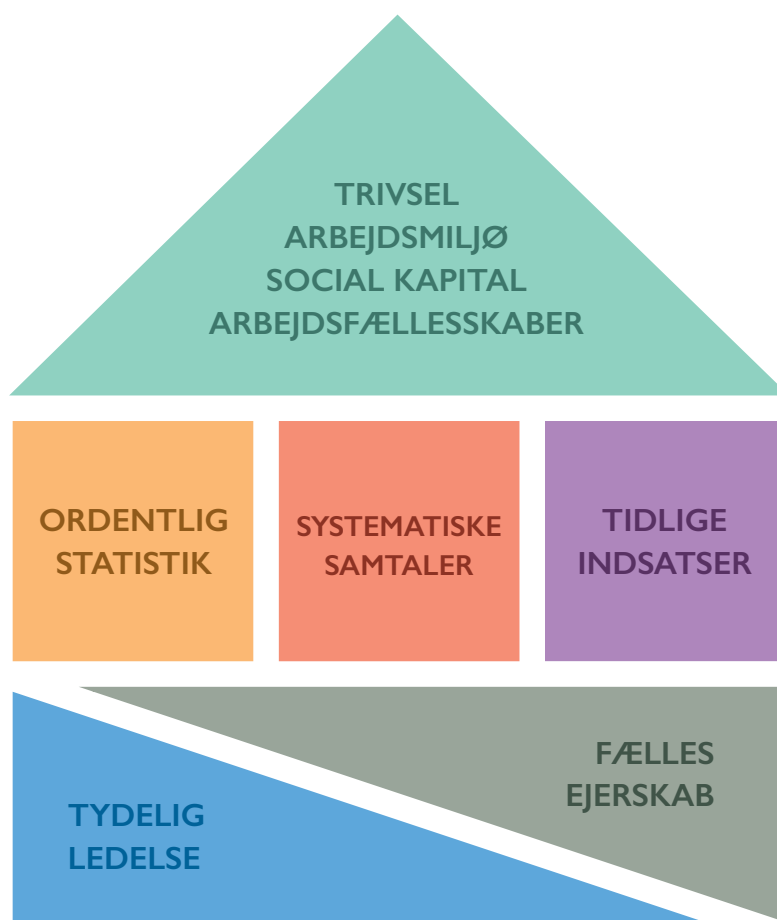 TRIVSEL
ARBEJDSMILJØ
SOCIAL KAPITAL
ARBEJDSFÆLLESSKABER
ORDENTLIG
STATISTIK
SYSTEMATISKE
SAMTALER
TIDLIGE
INDSATSER
FÆLLES
EJERSKAB
TYDELIG
LEDELSE